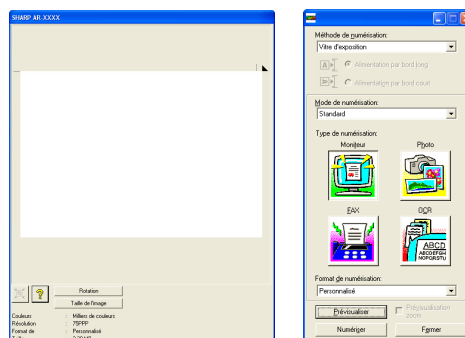 SHARP AR-XXXX
Rotation
Taille de l'image
Couleurs : Milliers de couleurs
Résolution : 75PPP
Format de : Personnalisé
Méthode de numérisation:
Vitre d'exposition
Alimentation par bord long
Alimentation par bord court
Mode de numérisation:
Standard
Type de numérisation:
Moniteur Photo
FAX OCR
ABCD
ABCDEFGH
NOPQRSTU
Format de numérisation:
Personnalisé
Prévisualiser Prévisualisation
zoom
Numériser Fermer